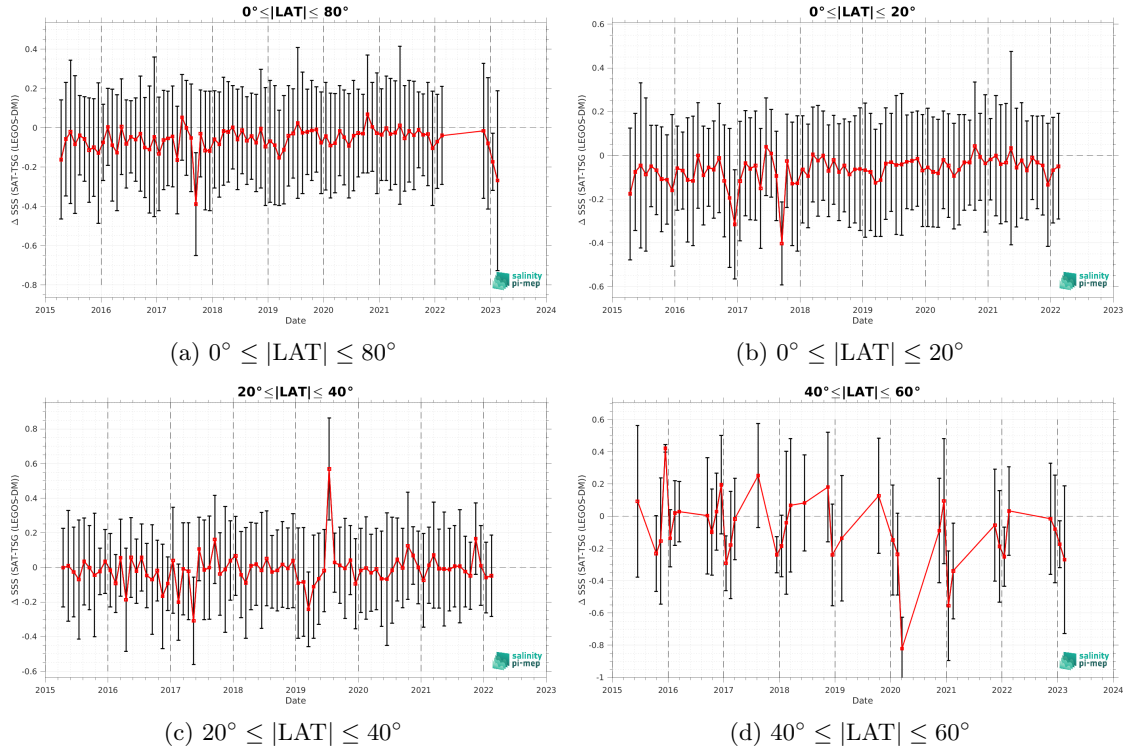 0°≤|LAT|≤ 80°
Δ SSS (SAT-TSG (LEGOS-DM))
0.4
0.2
0
-0.2
-0.4
-0.6
-0.8
2015 2016 2017 2018 2019 2020 2021 2022 2023 2024
Date
salinity
pi-mep
(a) 0° ≤ |LAT| ≤ 80°
0°≤|LAT|≤ 20°
Δ SSS (SAT-TSG (LEGOS-DM))
0.6
0.4
0.2
0
-0.2
-0.4
-0.6
2015 2016 2017 2018 2019 2020 2021 2022 2023
Date
salinity
pi-mep
(b) 0° ≤ |LAT| ≤ 20°
20°≤|LAT|≤ 40°
Δ SSS (SAT-TSG (LEGOS-DM))
0.8
0.6
0.4
0.2
0
-0.2
-0.4
-0.6
2015 2016 2017 2018 2019 2020 2021 2022 2023
Date
salinity
pi-mep
(c) 20° ≤ |LAT| ≤ 40°
40°≤|LAT|≤ 60°
Δ SSS (SAT-TSG (LEGOS-DM))
0.6
0.4
0.2
0
-0.2
-0.4
-0.6
-0.8
-1
2015 2016 2017 2018 2019 2020 2021 2022 2023 2024
Date
salinity
pi-mep
(d) 40° ≤ |LAT| ≤ 60°